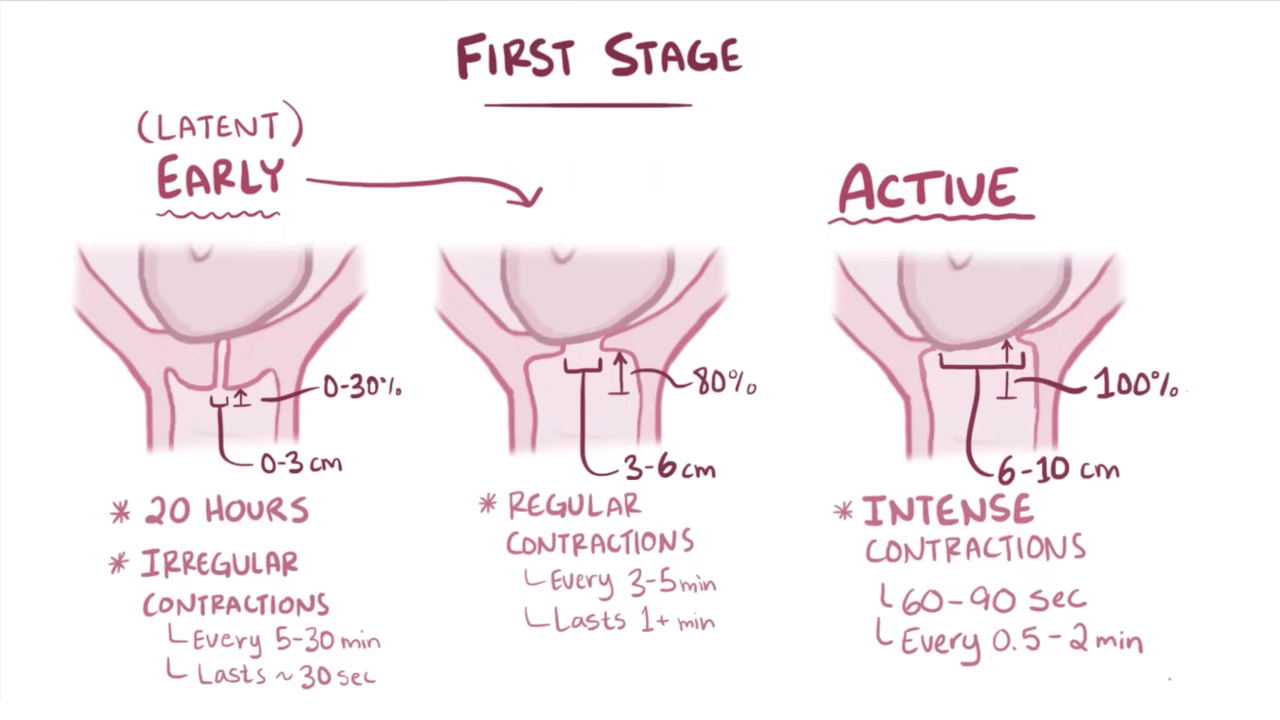 FIRST STAGE
(LATENT)
EARLY
0-30%
0-3 cm
* 20 HOURS
* IRREGULAR
CONTRACTIONS
Every 5-30 min
Lasts ~ 30 sec
80%
3-6 cm
* REGULAR
CONTRACTIONS
Every 3-5 min
Lasts 1+ min
ACTIVE
100%
6-10 cm
* INTENSE
CONTRACTIONS
60-90 sec
Every 0.5-2 min